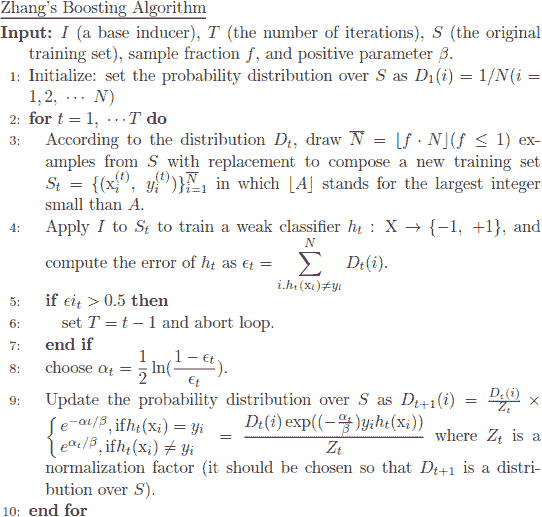 Zhang's Boosting Algorithm
Input: I (a base inducer), T (the number of iterations), S (the original
training set), sample fraction f, and positive parameter β.
1: Initialize: set the probability distribution over S as D₁(i) = 1/N(i =
1, 2, ⋯ N)
2: for t = 1, ⋯T do
3: According to the distribution Dₜ, draw N̅ = ⌊f · N⌋(f ≤ 1) ex-
amples from S with replacement to compose a new training set
Sₜ = {(xᵢ⁽ᵗ⁾, yᵢ⁽ᵗ⁾)}ᵢ₌₁^N̅ in which ⌊A⌋ stands for the largest integer
small than A.
4: Apply I to Sₜ to train a weak classifier hₜ : X → {−1, +1}, and
compute the error of hₜ as ϵₜ = ∑_{i.hₜ(xᵢ)≠yᵢ}^{N} Dₜ(i).
5: if ϵiₜ > 0.5 then
6: set T = t − 1 and abort loop.
7: end if
8: choose αₜ = 1/2 ln((1 − ϵₜ)/ϵₜ).
9: Update the probability distribution over S as Dₜ₊₁(i) = Dₜ(i)/Zₜ ×
{e^{−αₜ/β}, ifhₜ(xᵢ) = yᵢ
{e^{αₜ/β}, ifhₜ(xᵢ) ≠ yᵢ = Dₜ(i) exp((−αₜ/β)yᵢhₜ(xᵢ))/Zₜ where Zₜ is a
normalization factor (it should be chosen so that Dₜ₊₁ is a distri-
bution over S).
10: end for